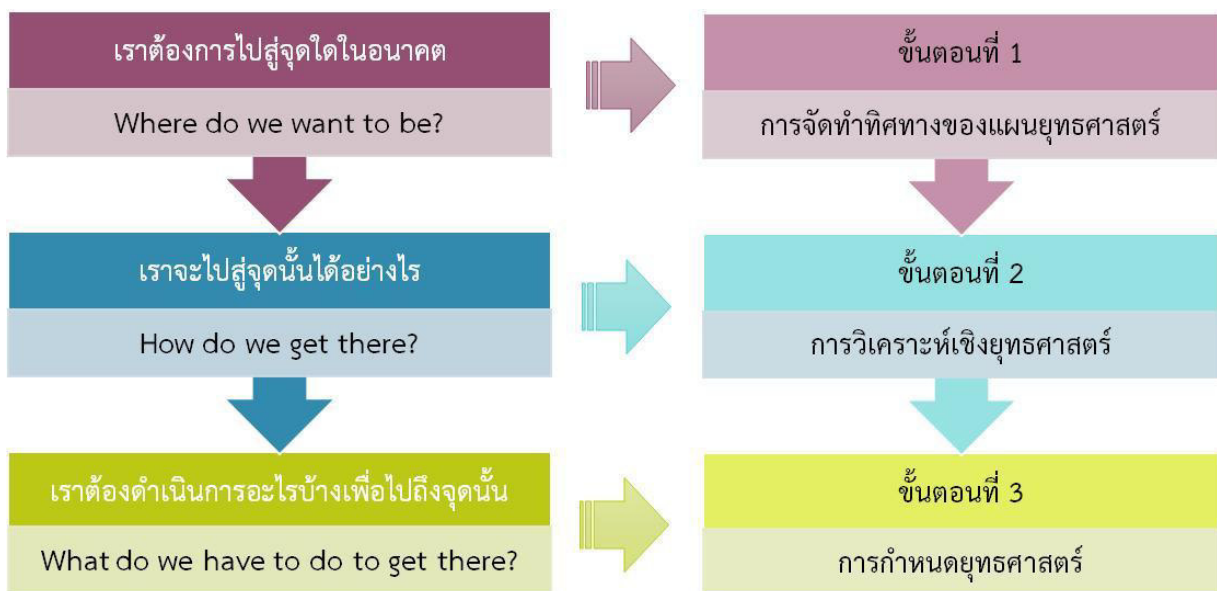 เราต้องการไปสู่จุดใดในอนาคต
Where do we want to be?
ขั้นตอนที่ 1
การจัดทำทิศทางของแผนยุทธศาสตร์
เราจะไปสู่จุดนั้นได้อย่างไร
How do we get there?
ขั้นตอนที่ 2
การวิเคราะห์เชิงยุทธศาสตร์
เราต้องดำเนินการอะไรบ้างเพื่อไปถึงจุดนั้น
What do we have to do to get there?
ขั้นตอนที่ 3
การกำหนดยุทธศาสตร์